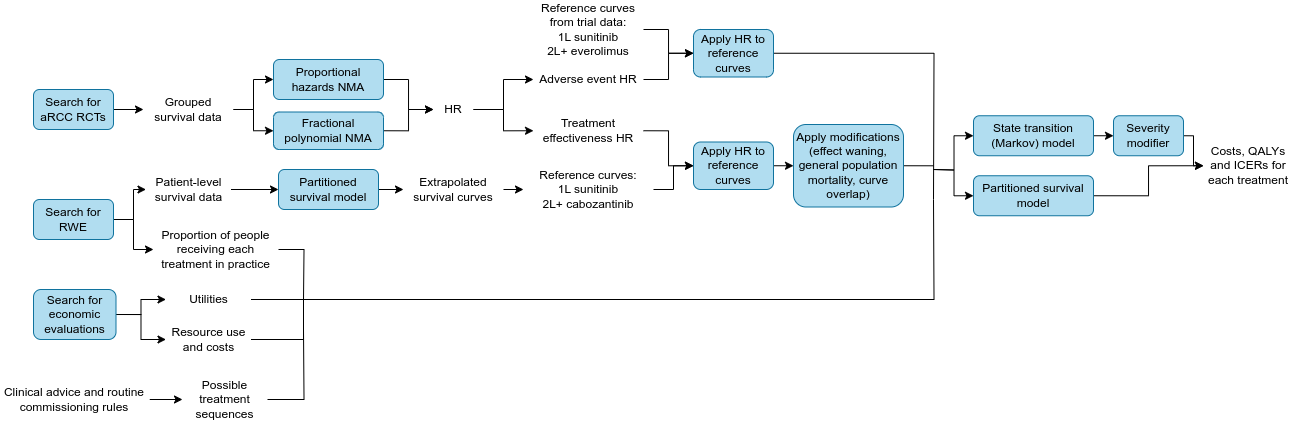 Reference curves
from trial data:
1L sunitinib
2L+ everolimus
Apply HR to
reference
curves
Proportional
hazards NMA
Adverse event HR
Search for
aRCC RCTs
Grouped
survival data
HR
Fractional
polynomial NMA
Treatment
effectiveness HR
Apply HR to
reference
curves
Apply modifications
(effect waning,
general population
mortality, curve
overlap)
State transition
(Markov) model
Severity
modifier
Costs, QALYs
and ICERs for
each treatment
Partitioned survival
model
Patient-level
survival data
Partitioned
survival model
Extrapolated
survival curves
Reference curves:
1L sunitinib
2L+ cabozantinib
Search for
RWE
Proportion of people
receiving each
treatment in practice
Search for
economic
evaluations
Utilities
Resource use
and costs
Clinical advice and routine
commissioning rules
Possible
treatment
sequences